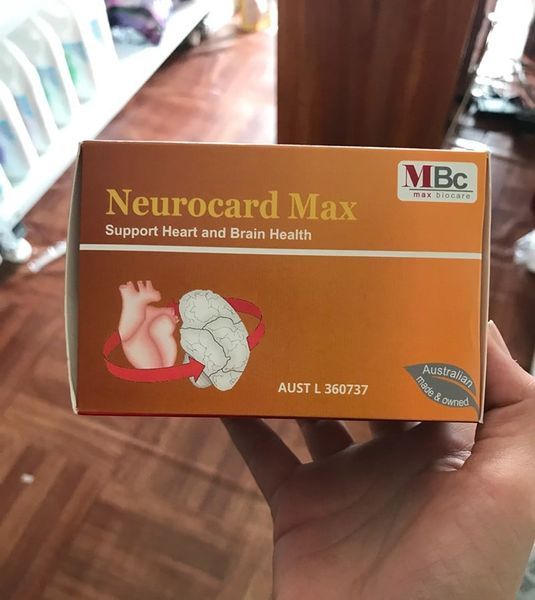 MBc
max biocare
Neurocard Max
Support Heart and Brain Health
AUST L 360737
Australian
made & owned